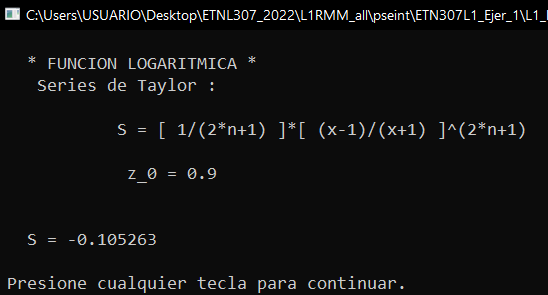 C:\Users\USUARIO\Desktop\ETNL307_2022\L1RMM_all\pseint\ETN307L1_Ejer_1\L1_
* FUNCION LOGARITMICA *
Series de Taylor :
S = [ 1/(2*n+1) ]*[ (x-1)/(x+1) ]^(2*n+1)
z_0 = 0.9
S = -0.105263
Presione cualquier tecla para continuar.